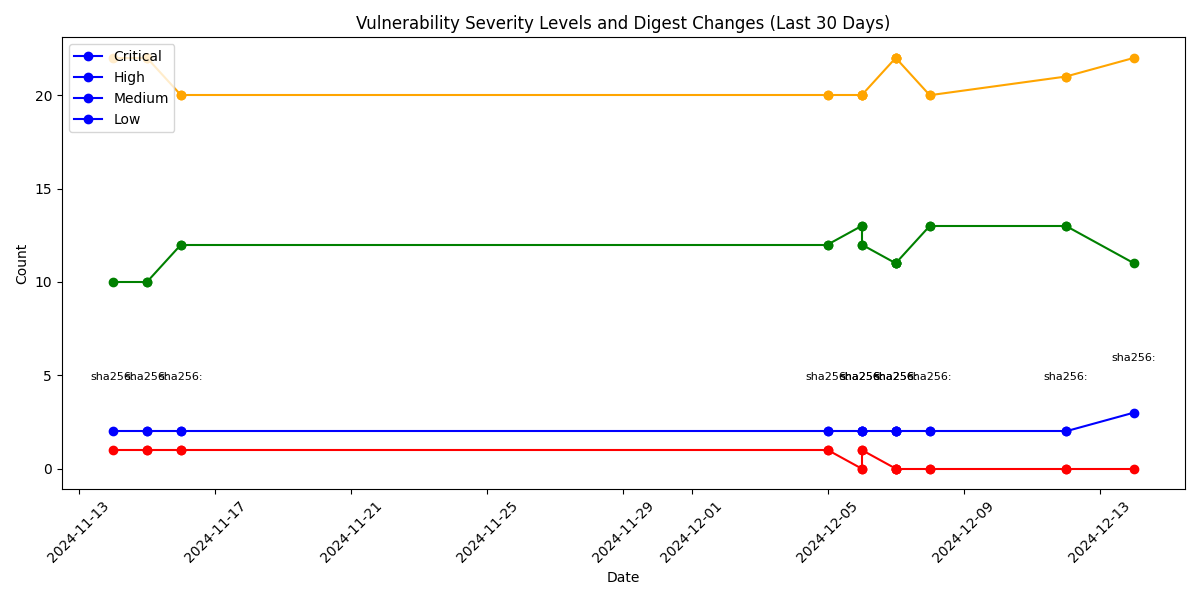 Vulnerability Severity Levels and Digest Changes (Last 30 Days)
Critical
High
Medium
Low
20
15
10
5
0
Count
sha256:
sha256:
sha256:
sha256:
sha256:
sha256:
sha256:
sha256:
sha256:
2024-11-13
2024-11-17
2024-11-21
2024-11-25
2024-11-29
2024-12-01
2024-12-05
2024-12-09
2024-12-13
Date